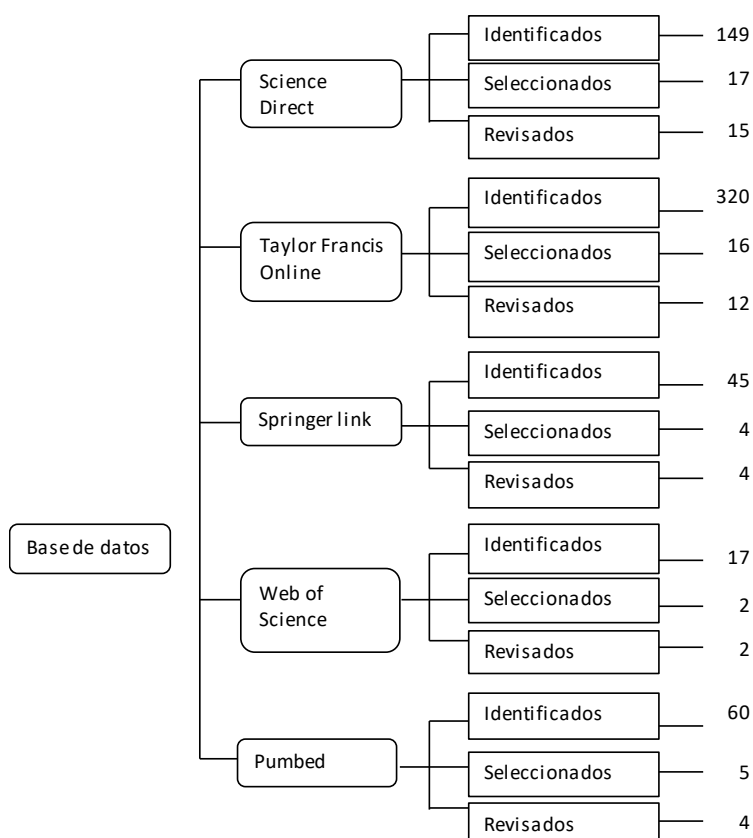 Base de datos
Science
Direct
Identificados 149
Seleccionados 17
Revisados 15
Taylor Francis
Online
Identificados 320
Seleccionados 16
Revisados 12
Springer link
Identificados 45
Seleccionados 4
Revisados 4
Web of
Science
Identificados 17
Seleccionados 2
Revisados 2
Pumbed
Identificados 60
Seleccionados 5
Revisados 4